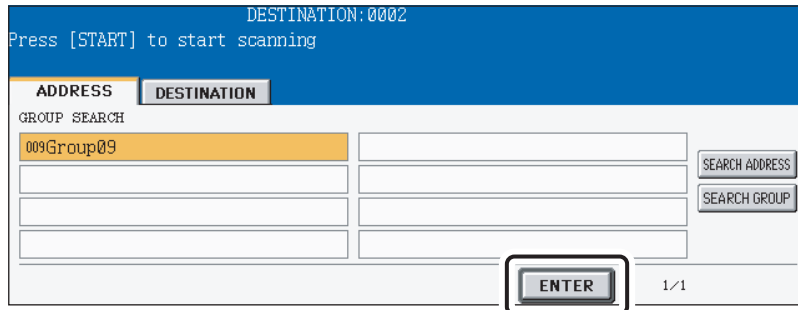 DESTINATION:0002
Press [START] to start scanning
ADDRESS DESTINATION
GROUP SEARCH
009Group09
SEARCH ADDRESS
SEARCH GROUP
ENTER 1/1